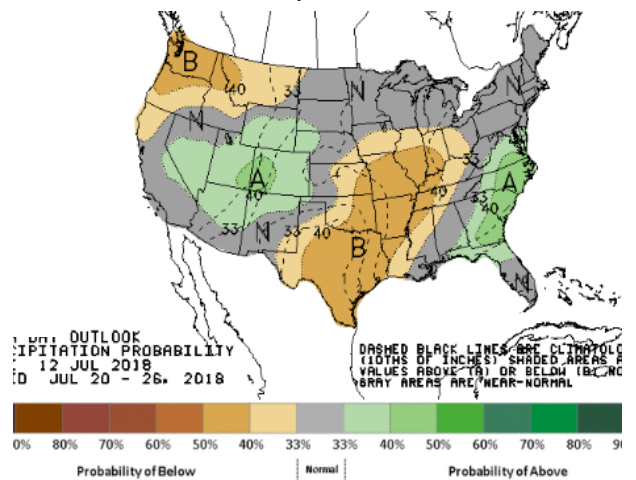 B
40
33
N
N
A
40
33
N
33
40
B
40
33
A
33
40
N
DAY OUTLOOK
CIPITATION PROBABILITY
12 JUL 2018
ED JUL 20 - 26, 2018
DASHED BLACK LINES ARE CLIMATOLO
(10THS OF INCHES) SHADED AREAS A
VALUES ABOVE (A) OR BELOW (B) NO
GRAY AREAS ARE NEAR-NORMAL
0% 80% 70% 60% 50% 40% 33% 33% 40% 50% 60% 70% 80% 90
Probability of Below Normal Probability of Above